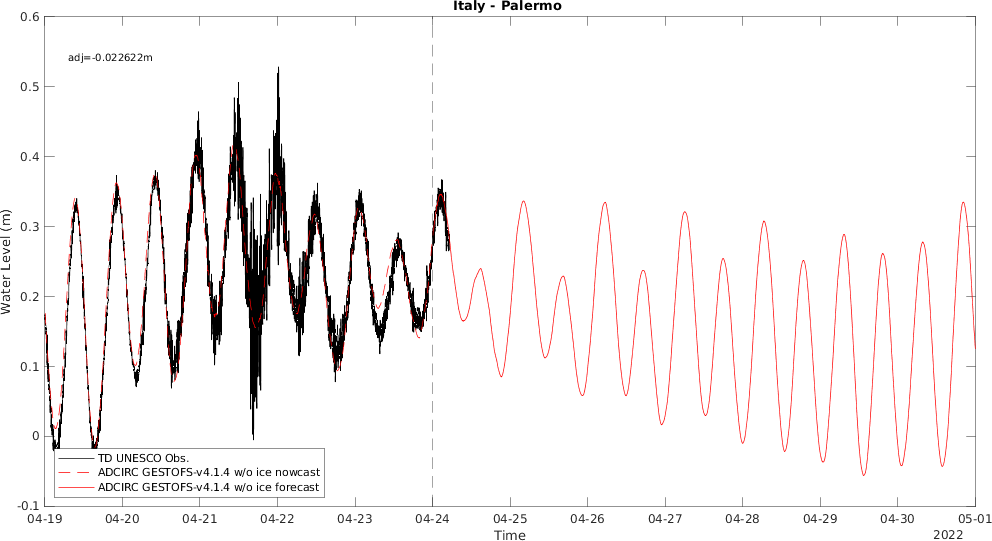 Italy - Palermo
adj=-0.022622m
Water Level (m)
0.6
0.5
0.4
0.3
0.2
0.1
0
-0.1
TD UNESCO Obs.
ADCIRC GESTOFS-v4.1.4 w/o ice nowcast
ADCIRC GESTOFS-v4.1.4 w/o ice forecast
04-19 04-20 04-21 04-22 04-23 04-24 04-25 04-26 04-27 04-28 04-29 04-30 05-01
Time
2022